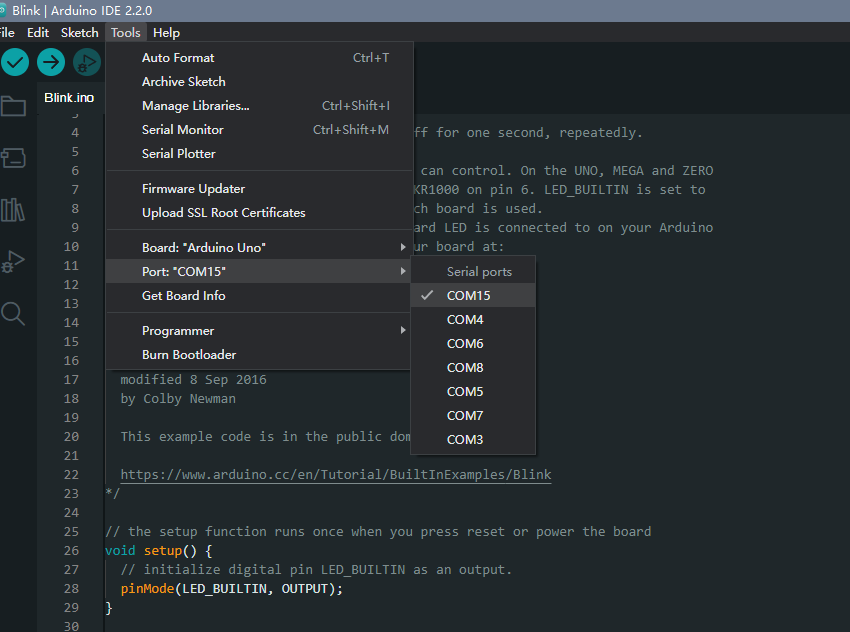 Blink | Arduino IDE 2.2.0
File Edit Sketch Tools Help
Auto Format Ctrl+T
Archive Sketch
Manage Libraries... Ctrl+Shift+I
Serial Monitor Ctrl+Shift+M
Serial Plotter
Firmware Updater
Upload SSL Root Certificates
Board: "Arduino Uno"
Port: "COM15"
Get Board Info
Programmer
Burn Bootloader
Serial ports
COM15
COM4
COM6
COM8
COM5
COM7
COM3
Blink.ino
4 ff for one second, repeatedly.
5
6 can control. On the UNO, MEGA and ZERO
7 KR1000 on pin 6. LED_BUILTIN is set to
8 ch board is used.
9 ard LED is connected to on your Arduino
10 ur board at:
11
12
13
14
15
16
17 modified 8 Sep 2016
18 by Colby Newman
19
20 This example code is in the public dom
21
22 https://www.arduino.cc/en/Tutorial/BuiltInExamples/Blink
23 */
24
25 // the setup function runs once when you press reset or power the board
26 void setup() {
27 // initialize digital pin LED_BUILTIN as an output.
28 pinMode(LED_BUILTIN, OUTPUT);
29 }
30